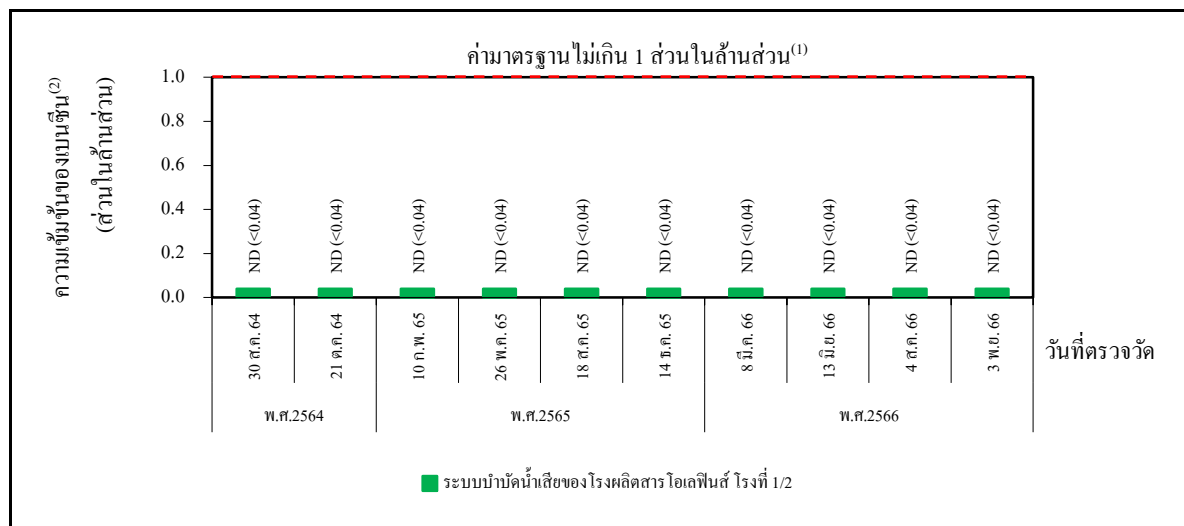 ค่ามาตรฐานไม่เกิน 1 ส่วนในล้านส่วน(1)
ความเข้มข้นของเบนซีน(2)
(ส่วนในล้านส่วน)
1.0
0.8
0.6
0.4
0.2
0.0
ND (<0.04)
ND (<0.04)
ND (<0.04)
ND (<0.04)
ND (<0.04)
ND (<0.04)
ND (<0.04)
ND (<0.04)
ND (<0.04)
ND (<0.04)
30 ส.ค. 64
21 ต.ค. 64
10 ก.พ. 65
26 พ.ค. 65
18 ส.ค. 65
14 ธ.ค. 65
8 มี.ค. 66
13 มิ.ย. 66
4 ส.ค. 66
3 พ.ย. 66
วันที่ตรวจวัด
พ.ศ.2564
พ.ศ.2565
พ.ศ.2566
ระบบบำบัดน้ำเสียของโรงผลิตสารโอเลฟินส์ โรงที่ 1/2